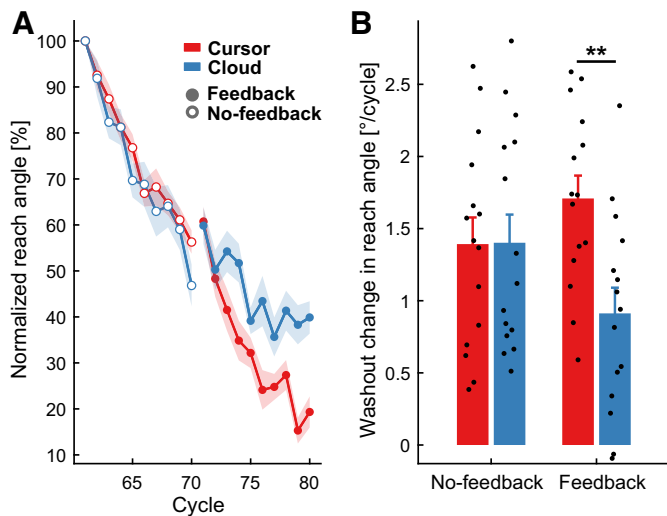 A
Normalized reach angle [%]
100
90
80
70
60
50
40
30
20
10
65
70
75
80
Cycle
Cursor
Cloud
Feedback
No-feedback
B
Washout change in reach angle [°/cycle]
2.5
2
1.5
1
0.5
0
**
No-feedback
Feedback